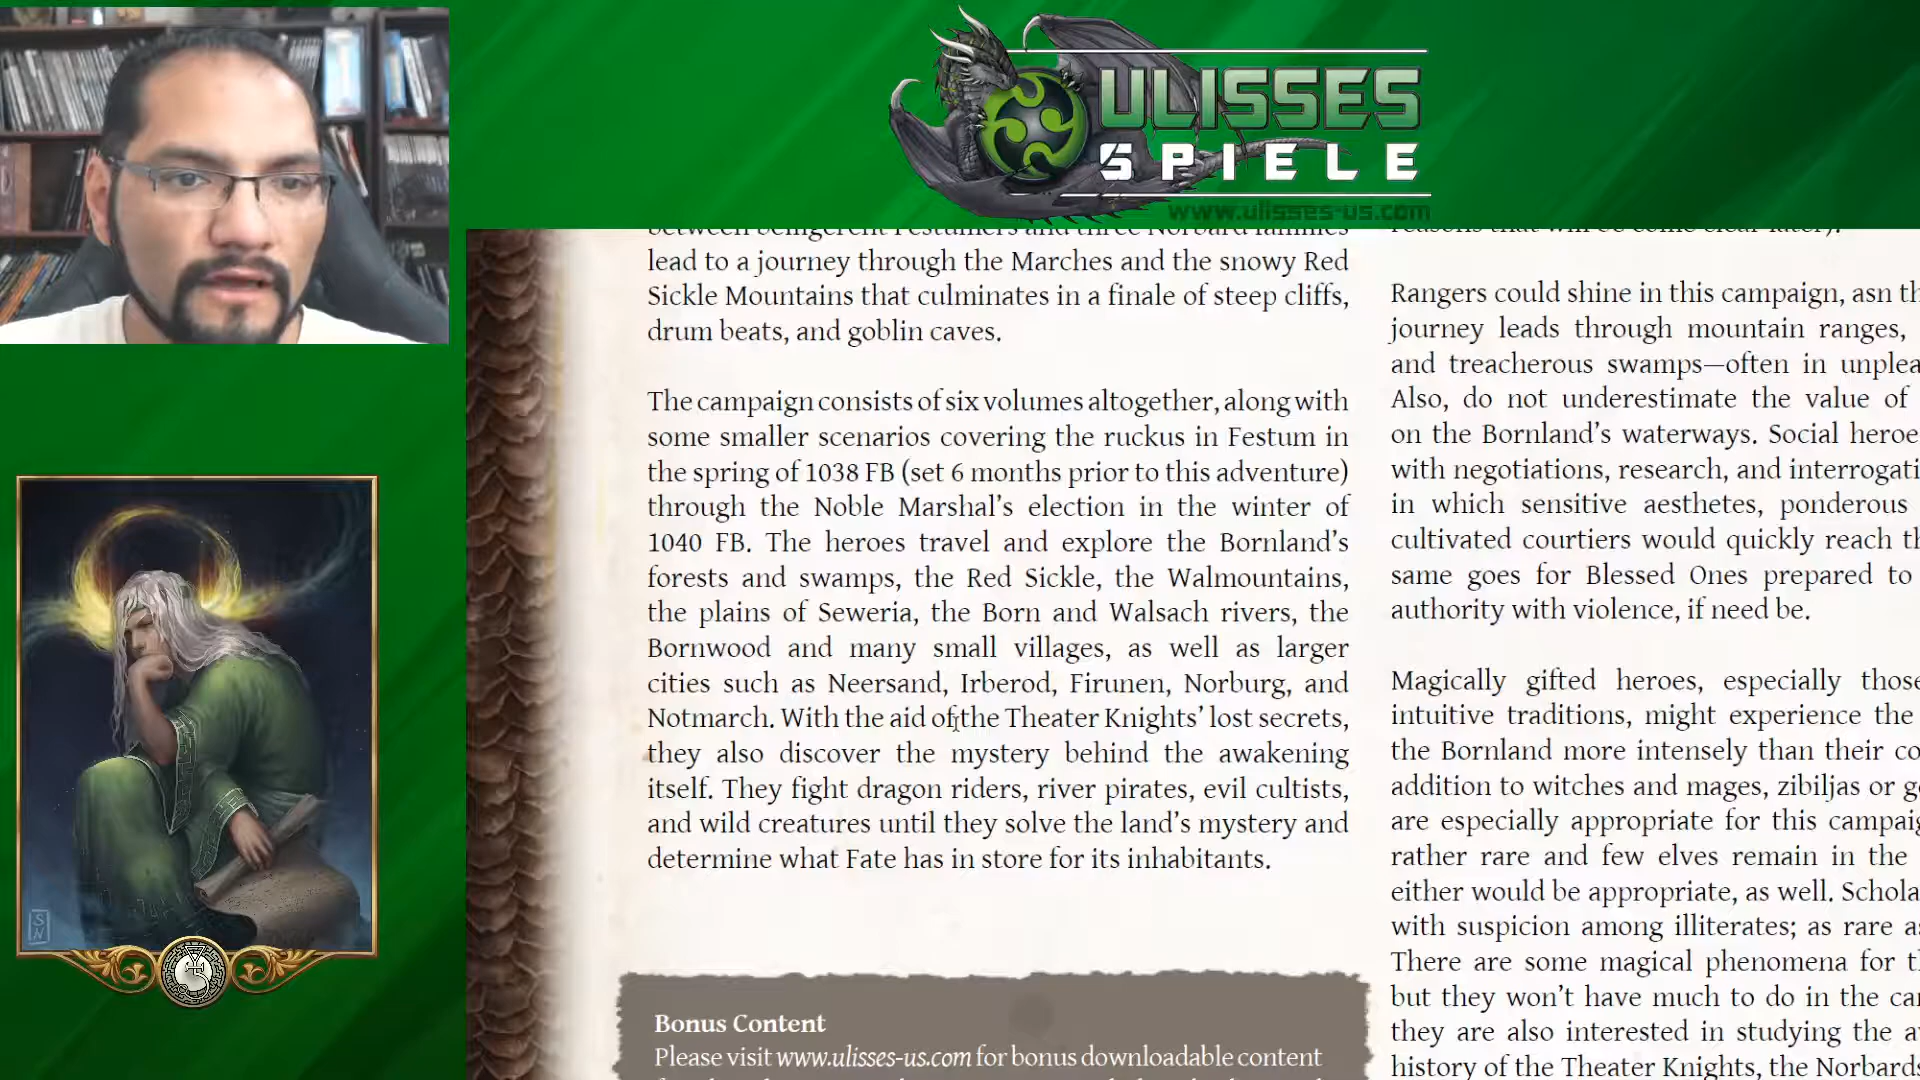 ULISSES
SPIELE
www.ulisses-us.com
lead to a journey through the Marches and the snowy Red
Sickle Mountains that culminates in a finale of steep cliffs,
drum beats, and goblin caves.
The campaign consists of six volumes altogether, along with
some smaller scenarios covering the ruckus in Festum in
the spring of 1038 FB (set 6 months prior to this adventure)
through the Noble Marshal's election in the winter of
1040 FB. The heroes travel and explore the Bornland's
forests and swamps, the Red Sickle, the Walmountains,
the plains of Seweria, the Born and Walsach rivers, the
Bornwood and many small villages, as well as larger
cities such as Neersand, Irberod, Firunen, Norburg, and
Notmarch. With the aid of the Theater Knights' lost secrets,
they also discover the mystery behind the awakening
itself. They fight dragon riders, river pirates, evil cultists,
and wild creatures until they solve the land's mystery and
determine what Fate has in store for its inhabitants.
Bonus Content
Please visit www.ulisses-us.com for bonus downloadable content
Rangers could shine in this campaign, asn th
journey leads through mountain ranges,
and treacherous swamps—often in unplea
Also, do not underestimate the value of
on the Bornland's waterways. Social heroe
with negotiations, research, and interrogati
in which sensitive aesthetes, ponderous
cultivated courtiers would quickly reach th
same goes for Blessed Ones prepared to
authority with violence, if need be.
Magically gifted heroes, especially those
intuitive traditions, might experience the
the Bornland more intensely than their co
addition to witches and mages, zibiljas or g
are especially appropriate for this campaig
rather rare and few elves remain in the
either would be appropriate, as well. Schola
with suspicion among illiterates; as rare as
There are some magical phenomena for th
but they won't have much to do in the ca
they are also interested in studying the a
history of the Theater Knights, the Norbards
S
N